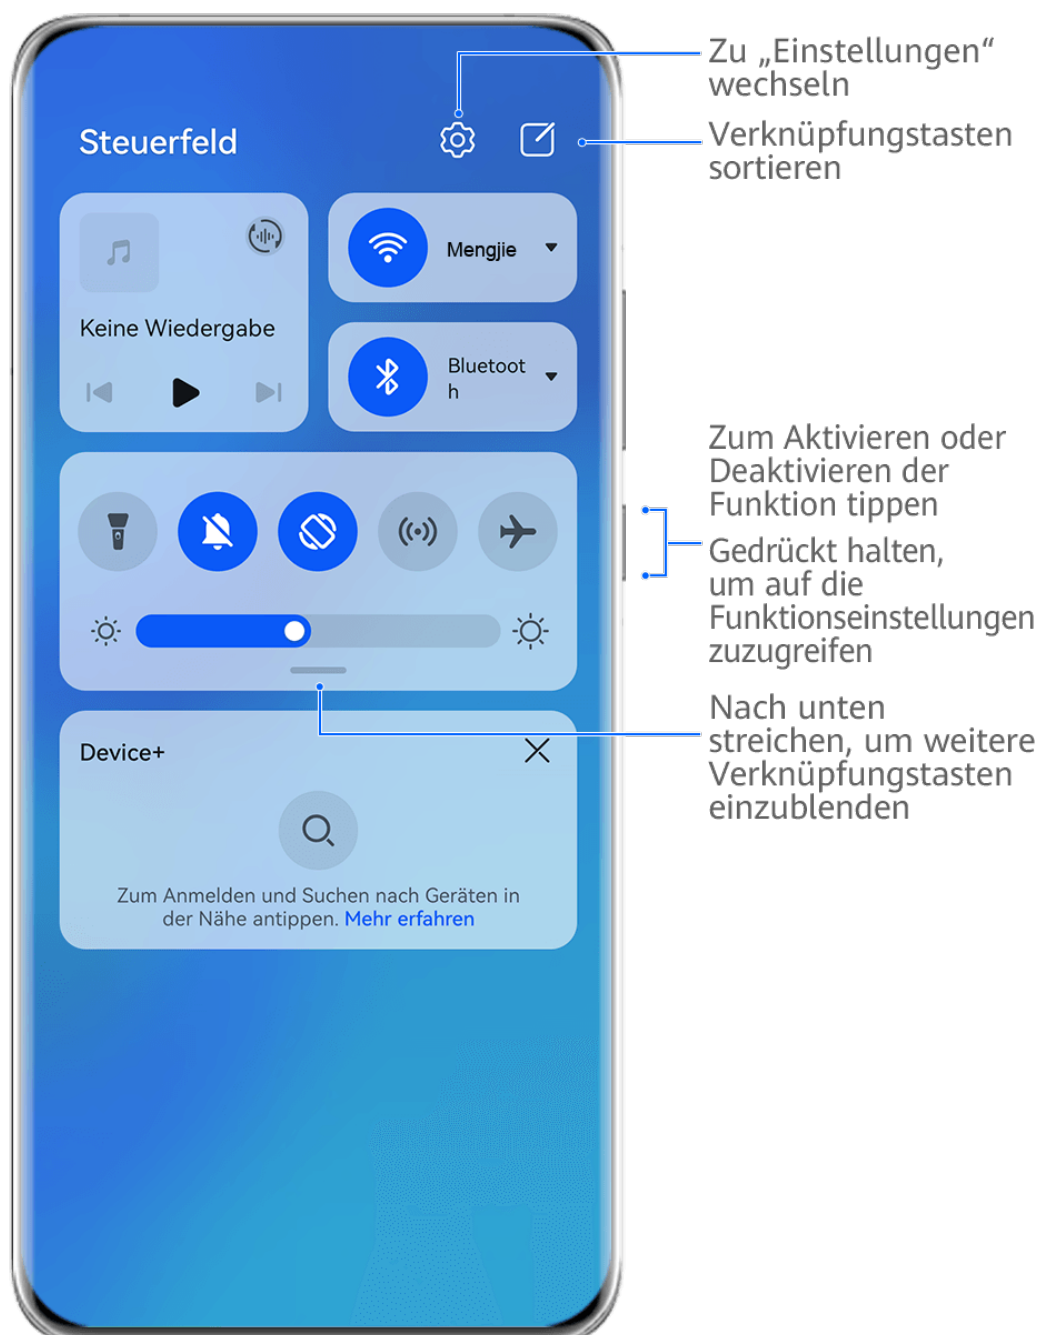 Zu „Einstellungen“
wechseln
Steuerfeld
Verknüpfungstasten
sortieren
Mengjie
Keine Wiedergabe
Bluetoot
h
Zum Aktivieren oder
Deaktivieren der
Funktion tippen
Gedrückt halten,
um auf die
Funktionseinstellungen
zuzugreifen
Nach unten
streichen, um weitere
Verknüpfungstasten
einzublenden
Device+
Zum Anmelden und Suchen nach Geräten in
der Nähe antippen. Mehr erfahren